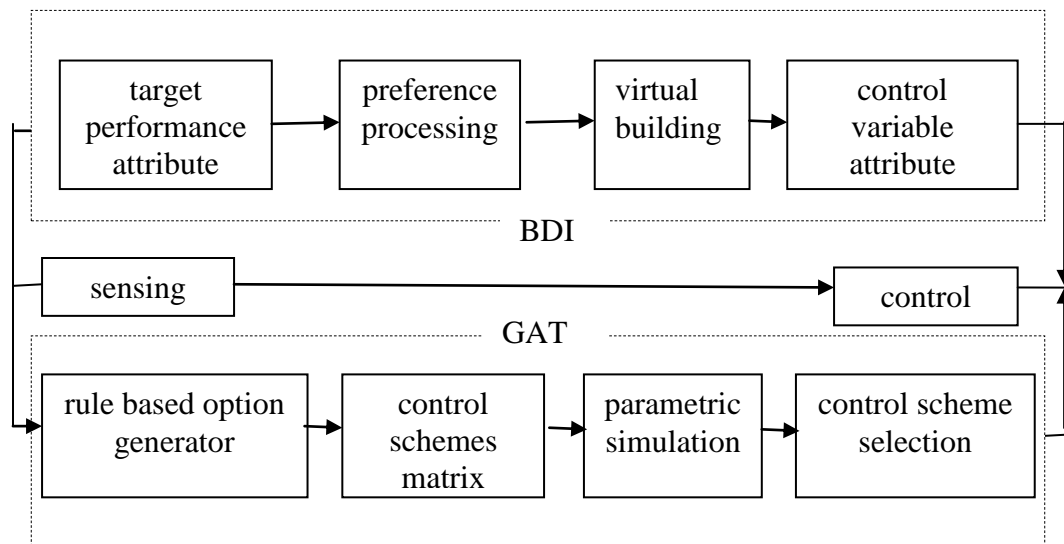 target
performance
attribute
preference
processing
virtual
building
control
variable
attribute
BDI
sensing
control
GAT
rule based option
generator
control
schemes
matrix
parametric
simulation
control scheme
selection